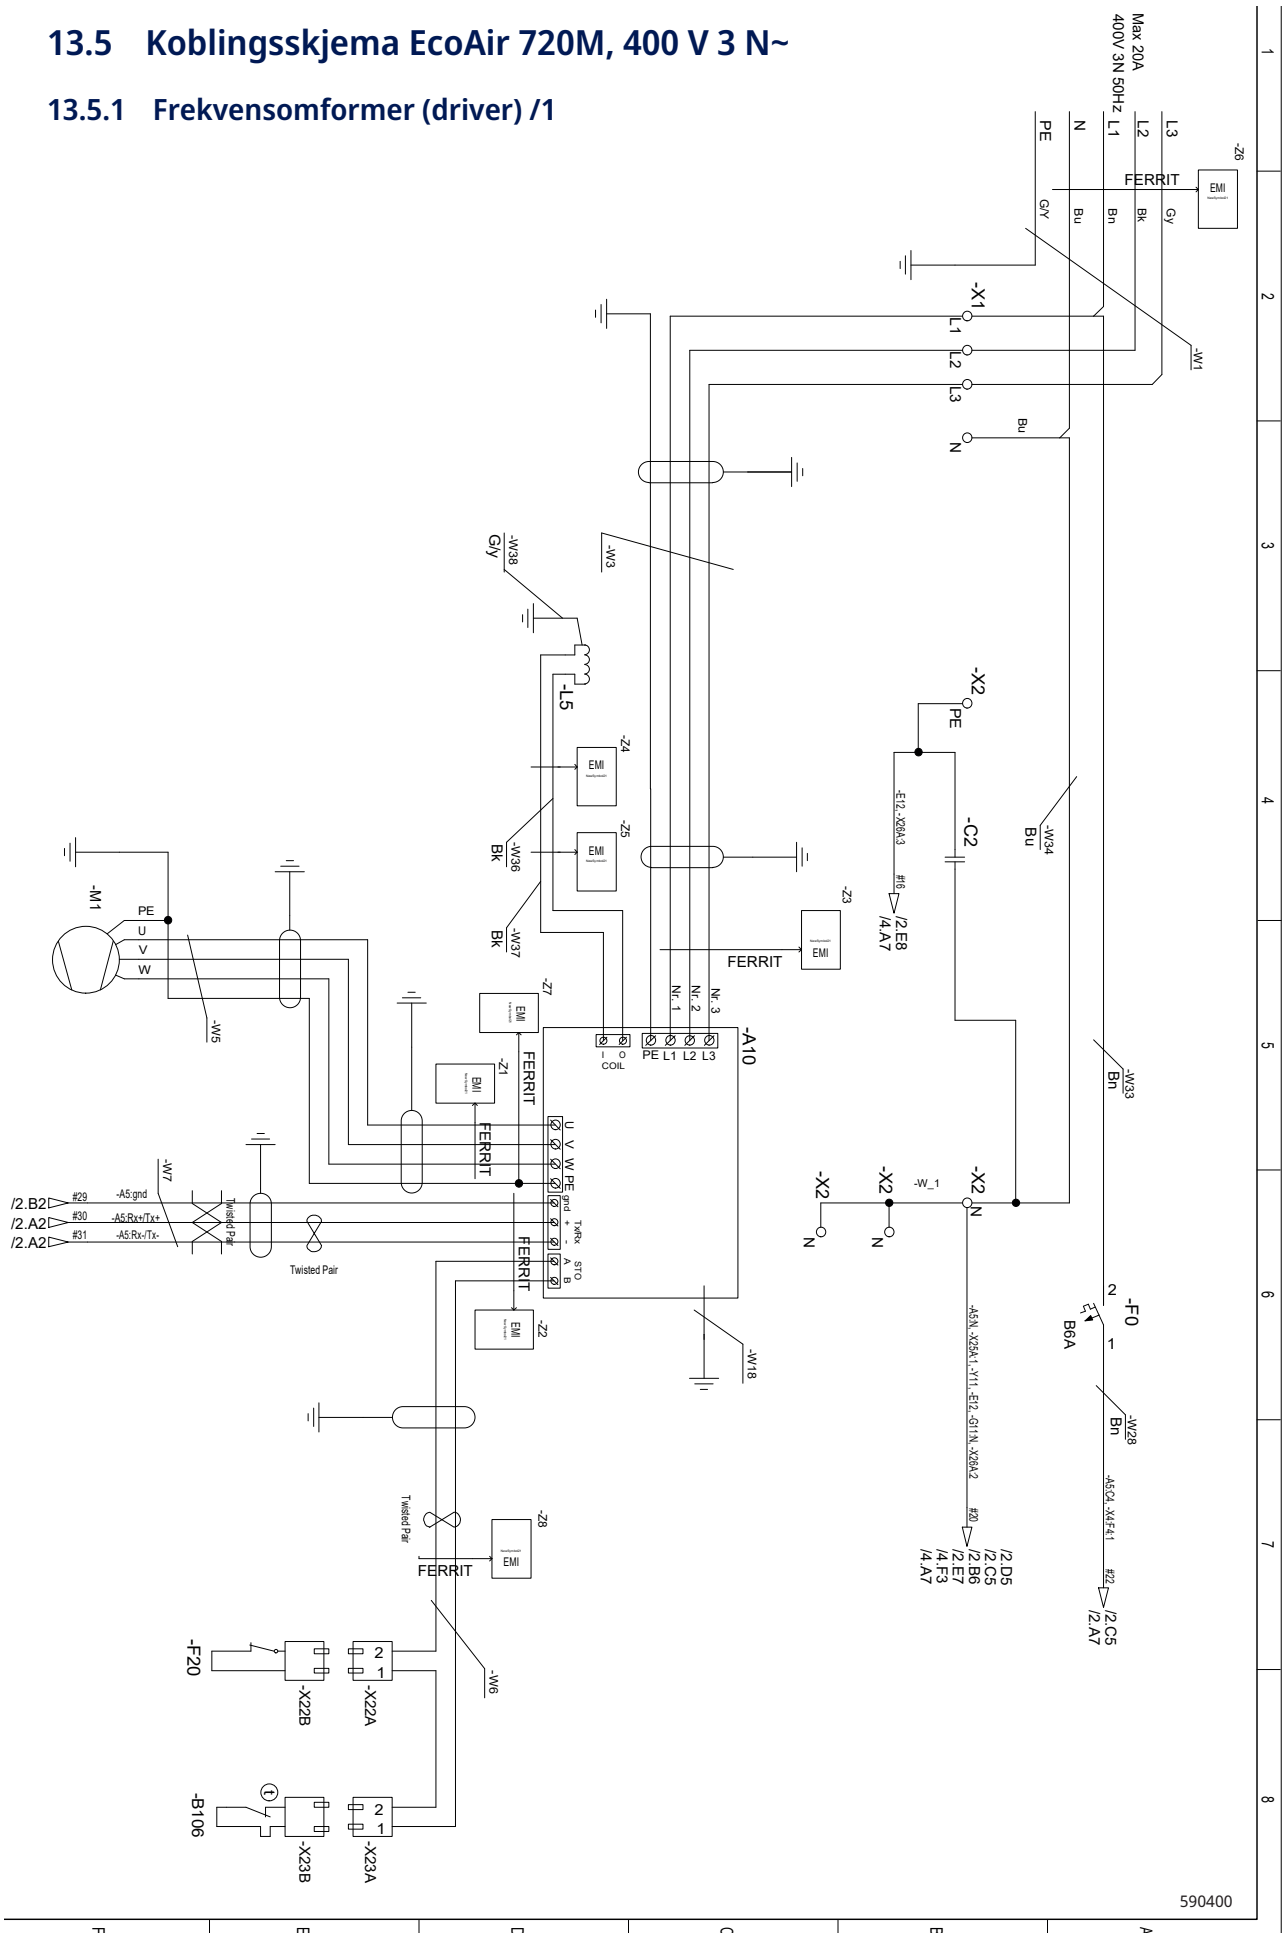 13.5 Koblingsskjema EcoAir 720M, 400 V 3 N~
13.5.1 Frekvensomformer (driver) /1
Max 20A
400V 3N 50Hz
L3
L2
L1
N
PE
-Z6
EMI
FERRIT
Gy
Bk
Bn
Bu
G/Y
1
2
3
4
5
6
7
8
-X1
L1
L2
L3
N
Bu
-W1
-W3
-W38
G/y
-L5
-Z4
EMI
-Z5
EMI
-W36
Bk
-W37
Bk
-X2
PE
-C2
-E12, -X26A:3
#16
/2.E8
/4.A7
-W34
Bu
-Z3
EMI
FERRIT
-M1
PE
U
V
W
-W5
-Z7
EMI
FERRIT
-Z1
EMI
FERRIT
Nr. 1
Nr. 2
Nr. 3
-A10
I
O
COIL
PE
L1
L2
L3
U
V
W
PE
gnd
+
-
Tx/Rx
A
B
STO
-W33
Bn
-W7
/2.B2
#29
-A5:gnd
/2.A2
#30
-A5:Rx+/Tx+
/2.A2
#31
-A5:Rx-/Tx-
Twisted Pair
Twisted Pair
FERRIT
-Z2
EMI
-W18
-X2
N
-X2
N
-W_1
-X2
N
-F0
2
1
B6A
-W28
Bn
-A5:N, -X25A:1, -Y11, -E12, -G11:N, -X26A:2
#20
/2.D5
/2.C5
/2.B6
/2.E7
/4.F3
/4.A7
-A5:C4, -X4:F4:1
#22
/2.C5
/2.A7
Twisted Pair
-Z8
EMI
FERRIT
-W6
-F20
-X22B
2
1
-X22A
t
-B106
-X23B
2
1
-X23A
590400
F
E
D
C
B
A